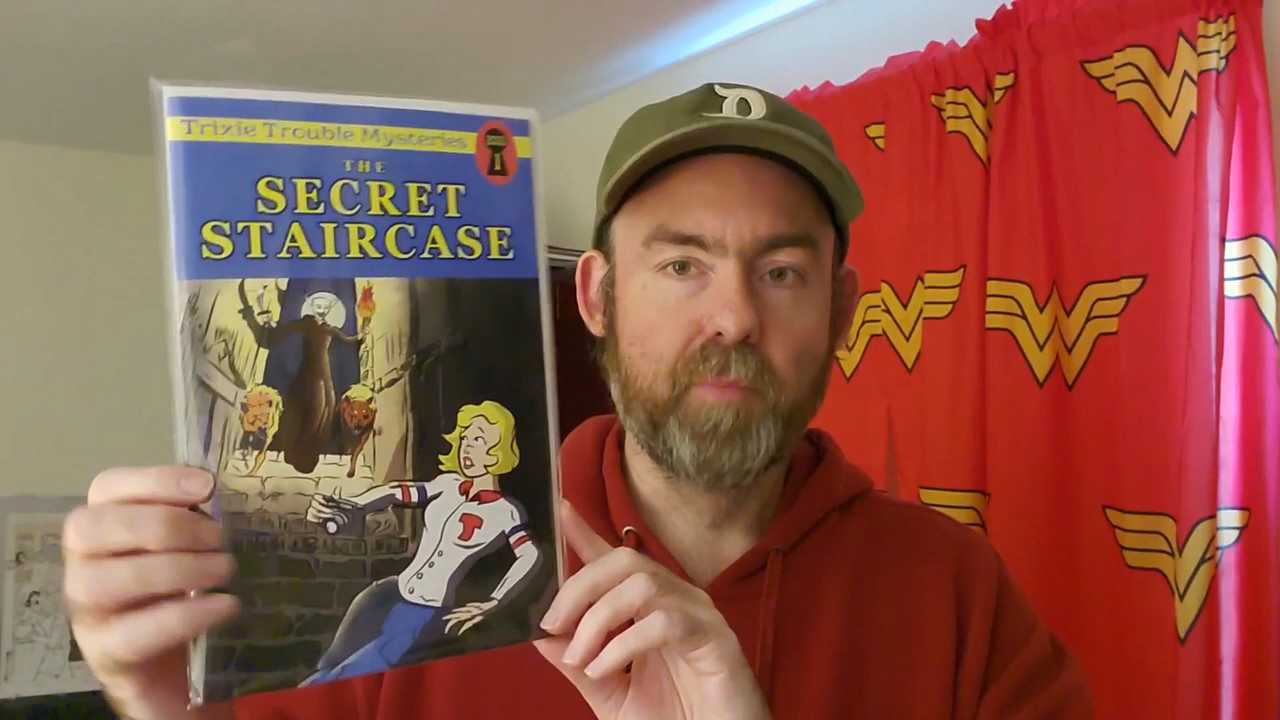 Trixie Trouble Mysteries
THE
SECRET
STAIRCASE
T
D